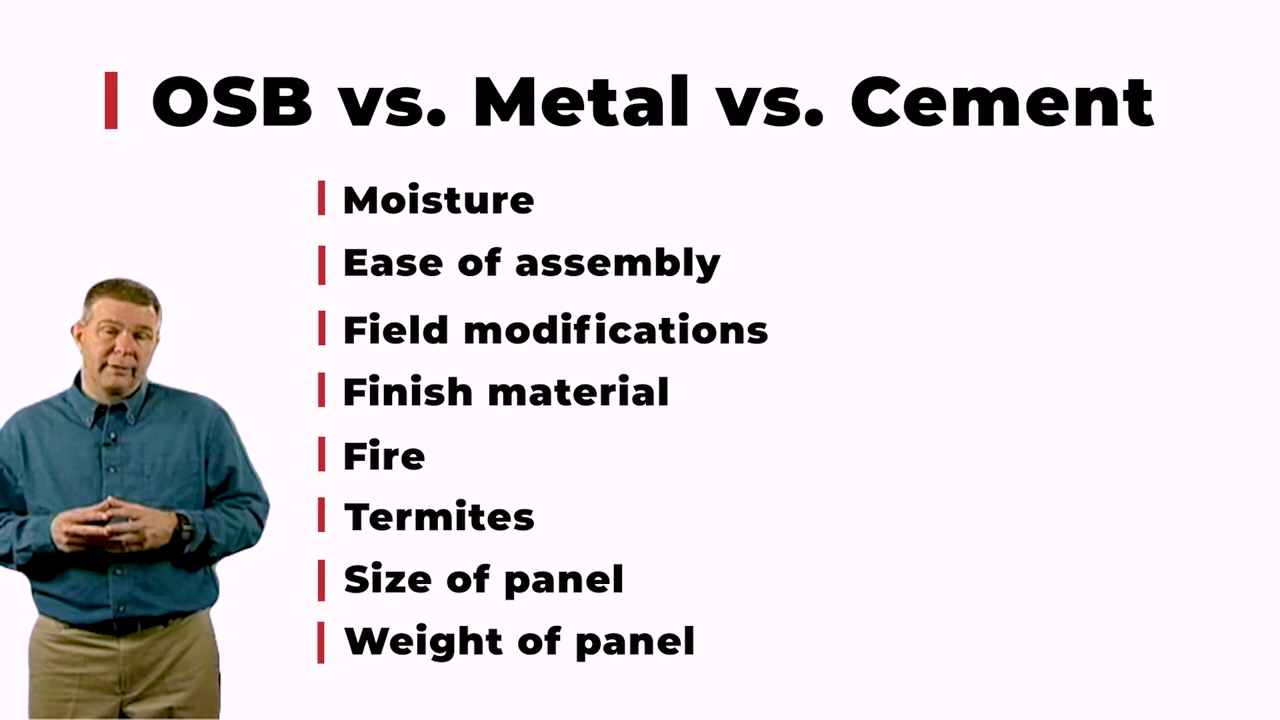 OSB vs. Metal vs. Cement
Moisture
Ease of assembly
Field modifications
Finish material
Fire
Termites
Size of panel
Weight of panel